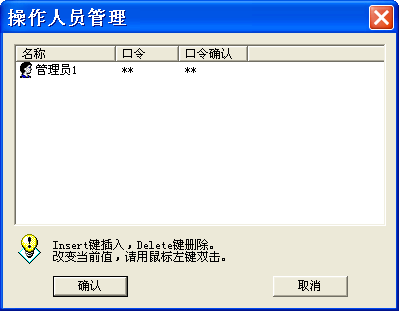 操作人员管理
名称 口令 口令确认
管理员1 ** **
Insert键插入，Delete键删除。
改变当前值，请用鼠标左键双击。
确认 取消